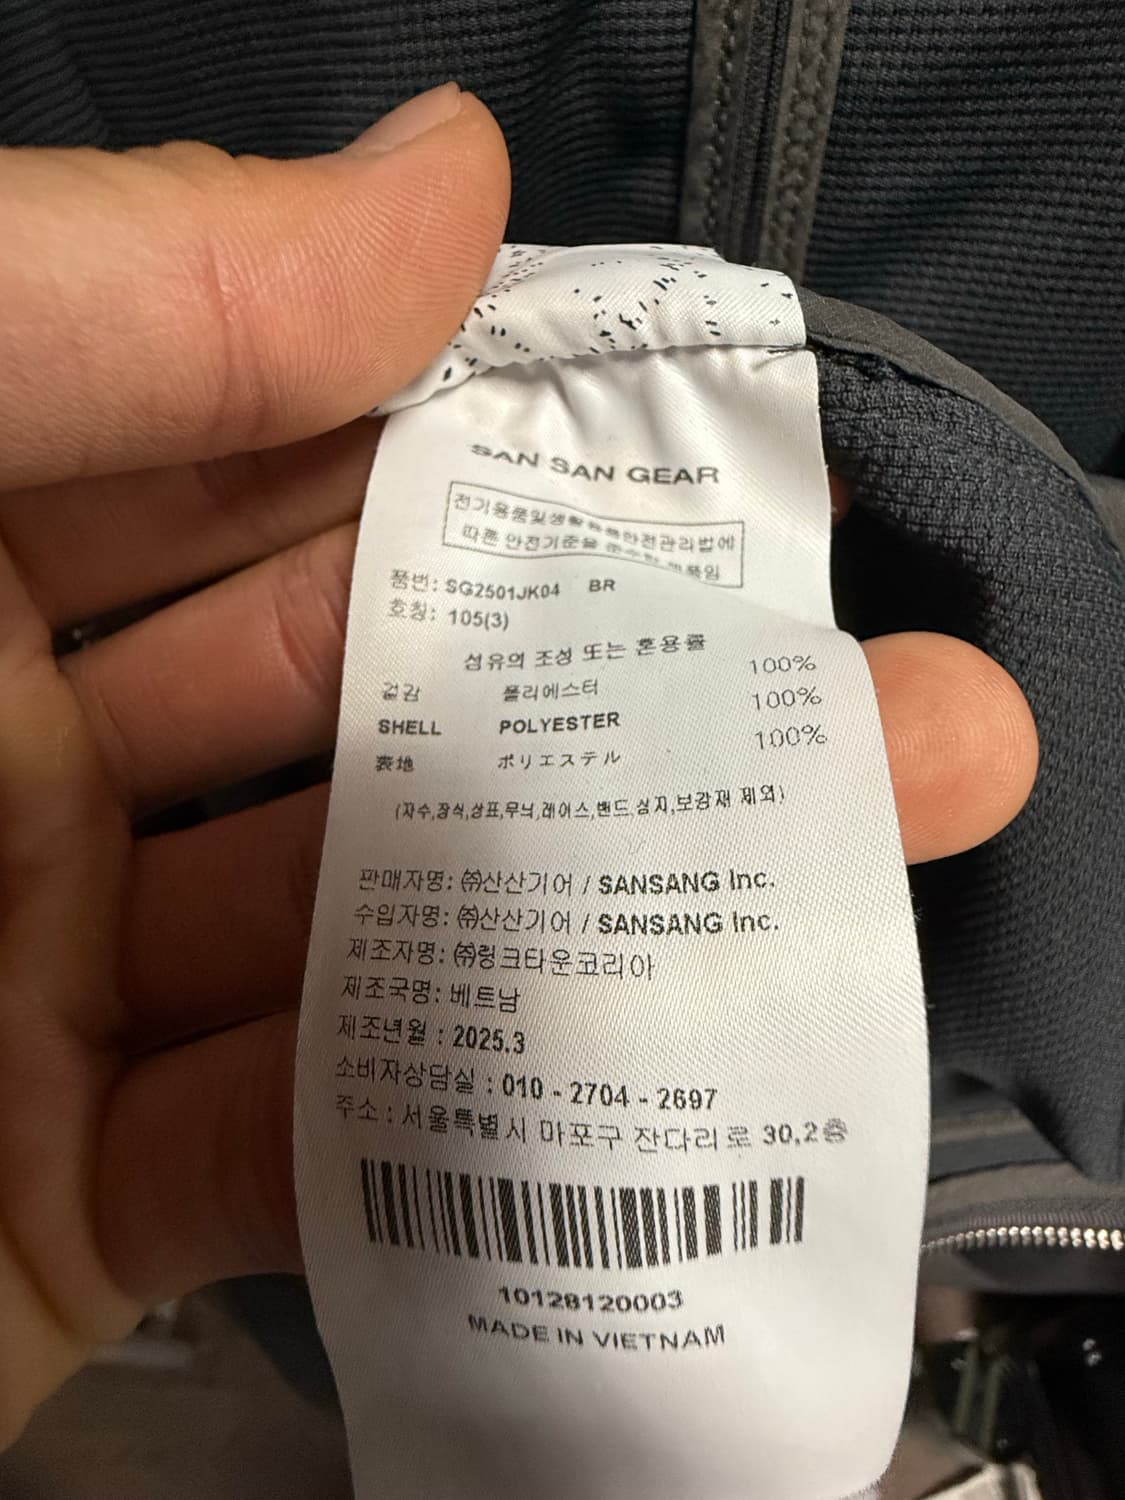 SAN SAN GEAR
전기용품및생활용품안전관리법에
따른 안전기준을 준수한 제품임
품번: SG2501JK04 BR
호칭: 105(3)
섬유의 조성 또는 혼용률
겉감 폴리에스터 100%
SHELL POLYESTER 100%
表地 ポリエステル 100%
(자수,장식,상표,무늬,레이스,밴드,심지,보강재 제외)
판매자명: ㈜산산기어 / SANSANG Inc.
수입자명: ㈜산산기어 / SANSANG Inc.
제조자명: ㈜링크타운코리아
제조국명: 베트남
제조년월 : 2025.3
소비자상담실 : 010 - 2704 - 2697
주소 : 서울특별시 마포구 잔다리로 30,2층
10128120003
MADE IN VIETNAM